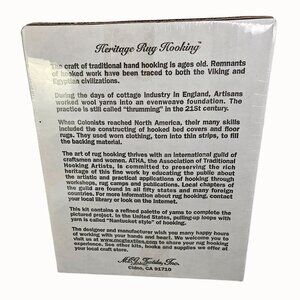 Heritage Rug Hooking™
The craft of traditional hand hooking is ages old. Remnants
of hooked work have been traced to both the Viking and
Egyptian civilizations.
During the days of cottage industry in England, Artisans
worked wool yarns into an evenweave foundation. The
practice is still called "thrumming" in the 21st century.
When Colonists reached North America, their many skills
included the constructing of hooked bed covers and floor
rugs. They used worn clothing, torn into thin strips, to fill
the backing material.
The art of rug hooking thrives with an international guild of
craftsmen and women. ATHA, the Association of Traditional
Hooking Artists, is committed to preserving the rich
heritage of this fine work by educating the public about
the artistic and practical applications of hooking through
workshops, rug camps and publications. Local chapters of
the guild are found in all fifty states and many foreign
countries. For more information about rug hooking, contact
your local library or look on the Internet.
This kit contains a refined palette of yarns to complete the
pictured project. In the United States, pulling-up loops with
yarn is called "Nantucket style" of hooking.
The designer and manufacturer wish you many happy hours
of working with your hands and heart. We welcome you to
visit us at www.mcgtextiles.com to share your rug hooking
experience. See other kits, books and supplies we offer at
your local craft store.
M.C.G. Textiles, Inc.
Chino, CA 91710